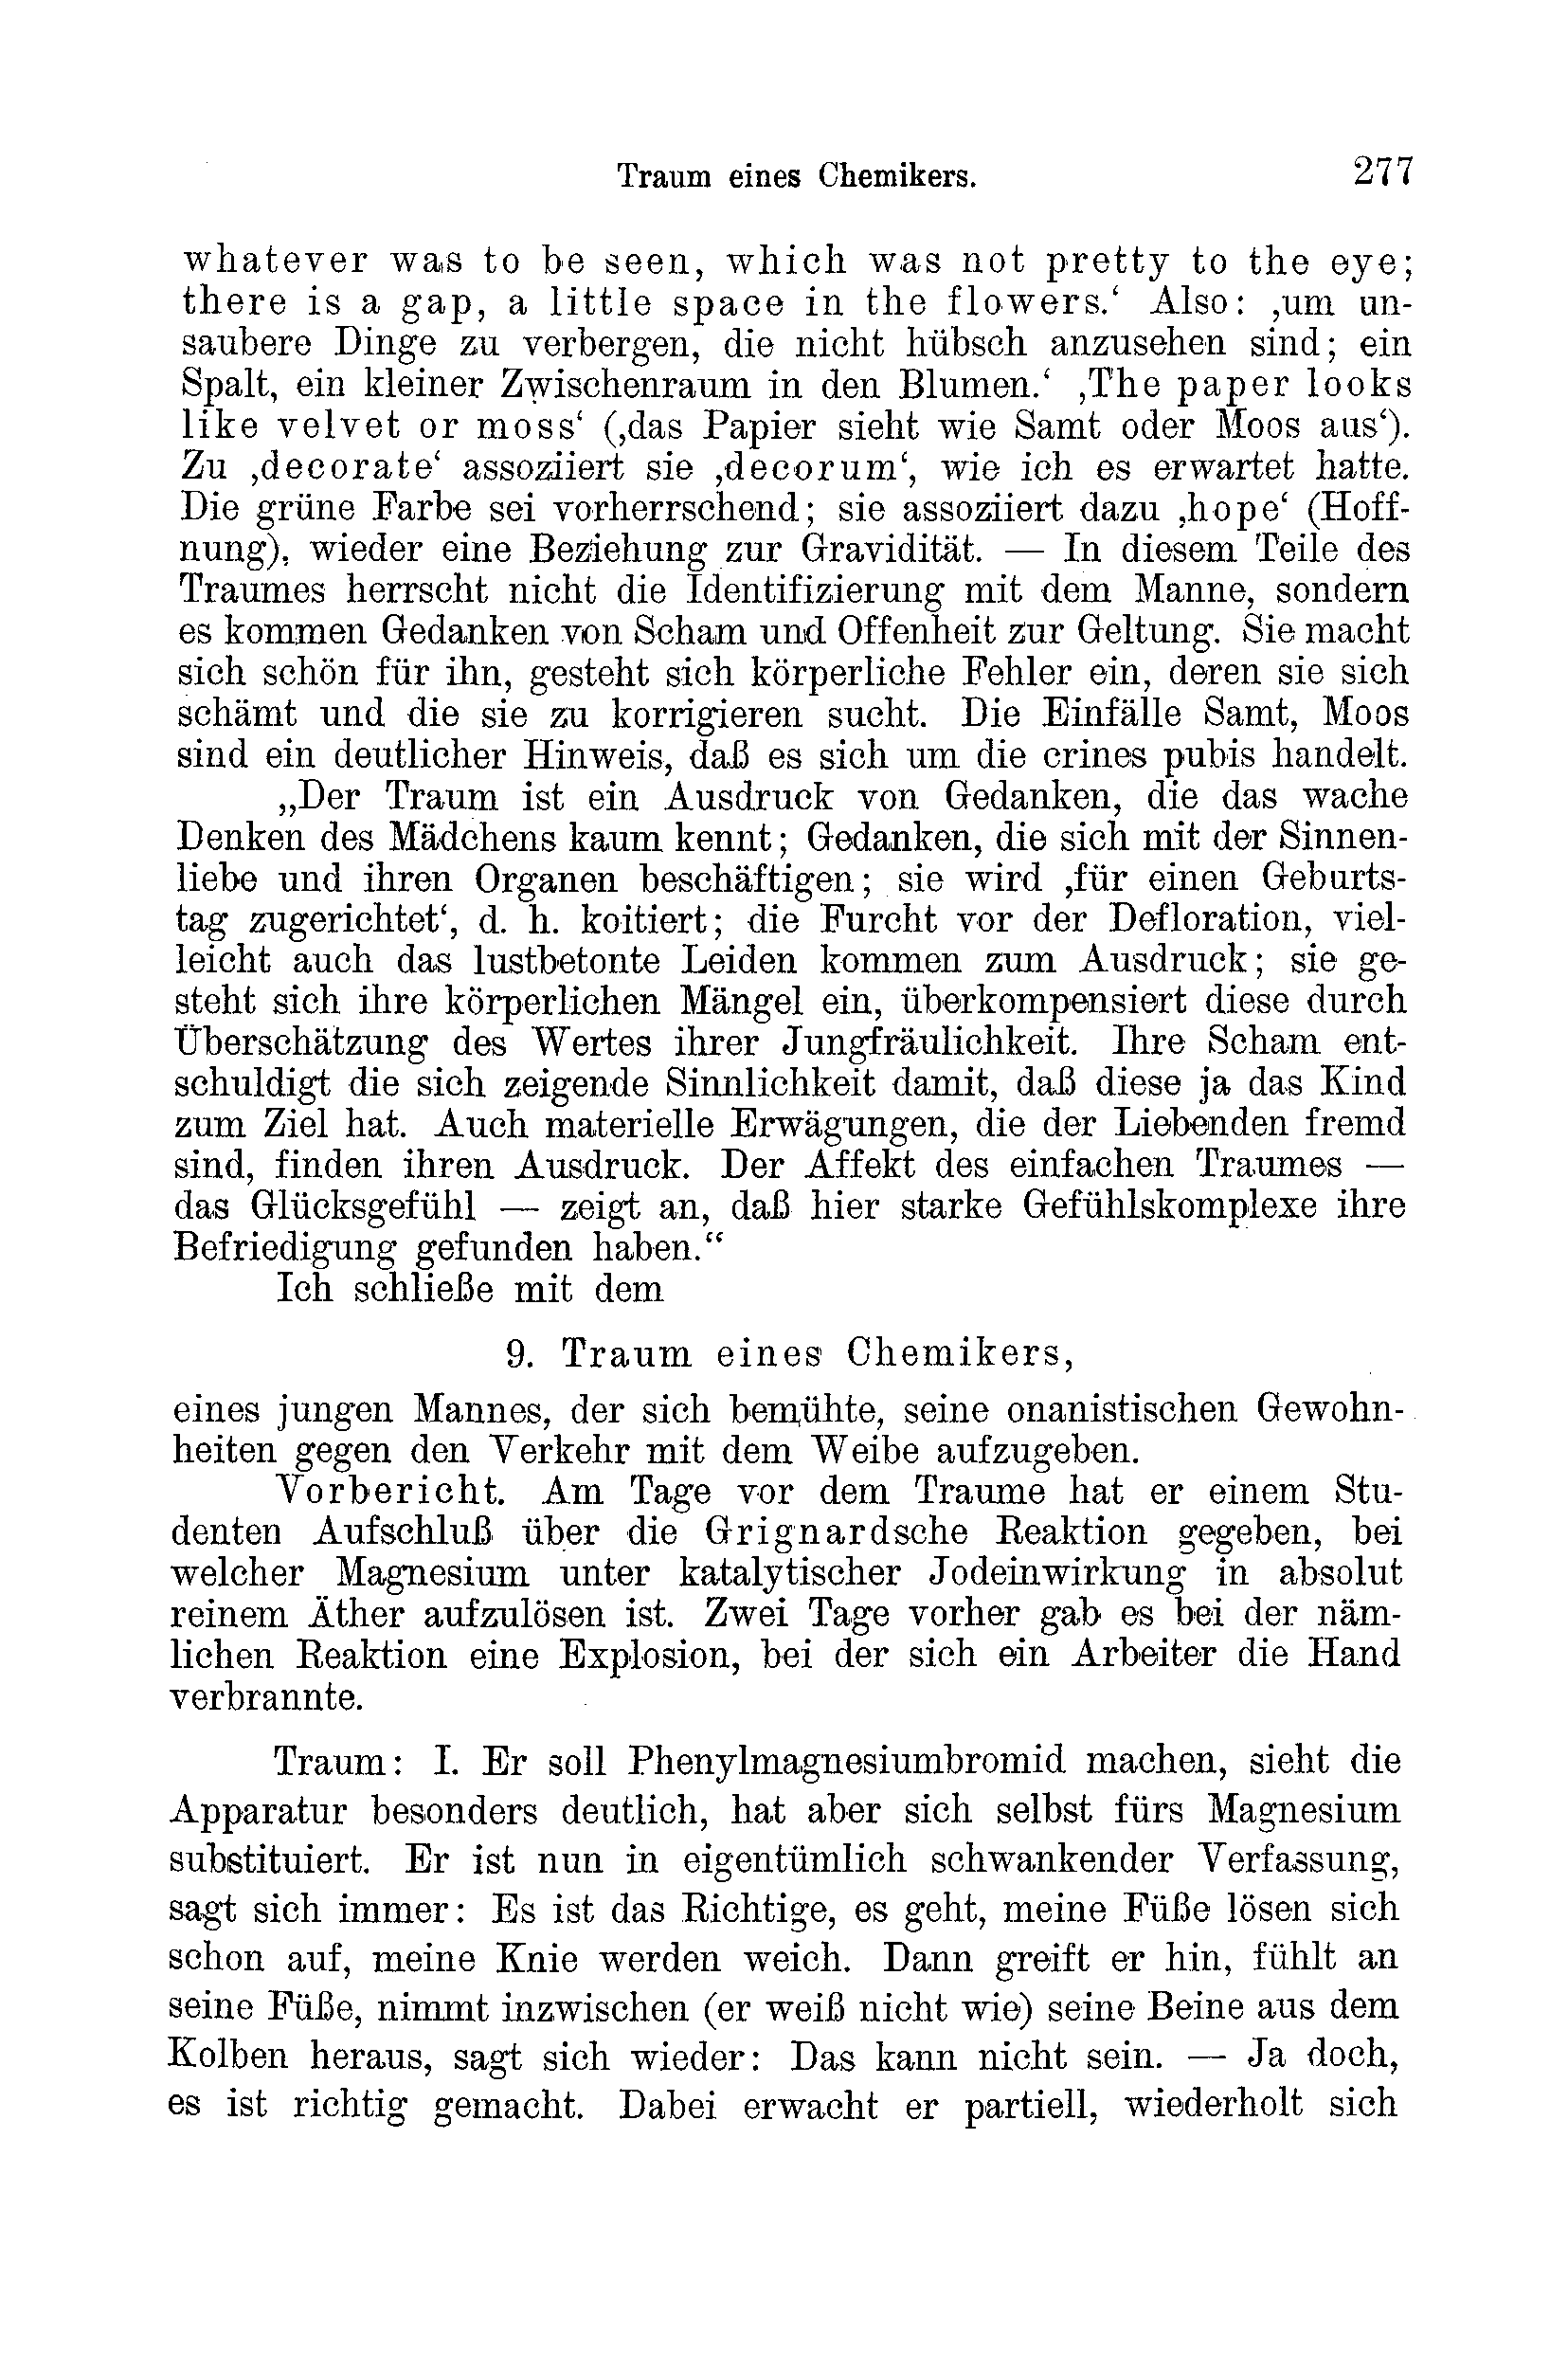 Traum eines Chemikers. 277
whatever was to be seen, which was not pretty to the eye;
there is a gap, a little space in the flowers.‘ Also: ‚um un-
saubere Dinge zu verbergen, die nicht hübsch anzusehen sind; ein
Spalt, ein kleiner Zwischenraum in den Blumen.‘ ‚The paper looks
like velvet or moss‘ (‚das Papier sieht wie Samt oder Moos aus‘).
Zu ‚decorate‘ assoziiert sie ‚decorum‘, wie ich es erwartet hatte.
Die grüne Farbe sei vorherrschend; sie assoziiert dazu ‚hope‘ (Hoff-
nung), wieder eine Beziehung zur Gravidität. — In diesem Teile des
Traumes herrscht nicht die Identifizierung mit dem Manne, sondern
es kommen Gedanken von Scham und Offenheit zur Geltung. Sie macht
sich schön für ihn, gesteht sich körperliche Fehler ein, deren sie sich
schämt und die sie zu korrigieren sucht. Die Einfälle Samt, Moos
sind ein deutlicher Hinweis, daß es sich um die crines pubis handelt.
„Der Traum ist ein Ausdruck von Gedanken, die das wache
Denken des Mädchens kaum kennt; Gedanken, die sich mit der Sinnen-
liebe und ihren Organen beschäftigen; sie wird ‚für einen Geburts-
tag zugerichtet‘, d. h. koitiert; die Furcht vor der Defloration, viel-
leicht auch das lustbetonte Leiden kommen zum Ausdruck; sie ge-
steht sich ihre körperlichen Mängel ein, überkompensiert diese durch
Überschätzung des Wertes ihrer Jungfräulichkeit. Ihre Scham ent-
schuldigt die sich zeigende Sinnlichkeit damit, daß diese ja das Kind
zum Ziel hat. Auch materielle Erwägungen, die der Liebenden fremd
sind, finden ihren Ausdruck. Der Affekt des einfachen Traumes —
das Glücksgefühl — zeigt an, daß hier starke Gefühlskomplexe ihre
Befriedigung gefunden haben.“
Ich schließe mit dem
9. Traum eines Chemikers,
eines jungen Mannes, der sich bemühte, seine onanistischen Gewohn-
heiten gegen den Verkehr mit dem Weibe aufzugeben.
Vorbericht. Am Tage vor dem Traume hat er einem Stu-
denten Aufschluß über die Grignardsche Reaktion gegeben, bei
welcher Magnesium unter katalytischer Jodeinwirkung in absolut
reinem Äther aufzulösen ist. Zwei Tage vorher gab es bei der näm-
lichen Reaktion eine Explosion, bei der sich ein Arbeiter die Hand
verbrannte.
Traum: I. Er soll Phenylmagnesiumbromid machen, sieht die
Apparatur besonders deutlich, hat aber sich selbst fürs Magnesium
substituiert. Er ist nun in eigentümlich schwankender Verfassung,
sagt sich immer: Es ist das Richtige, es geht, meine Füße lösen sich
schon auf, meine Knie werden weich. Dann greift er hin, fühlt an
seine Füße, nimmt inzwischen (er weiß nicht wie) seine Beine aus dem
Kolben heraus, sagt sich wieder: Das kann nicht sein. — Ja doch,
es ist richtig gemacht. Dabei erwacht er partiell, wiederholt sich